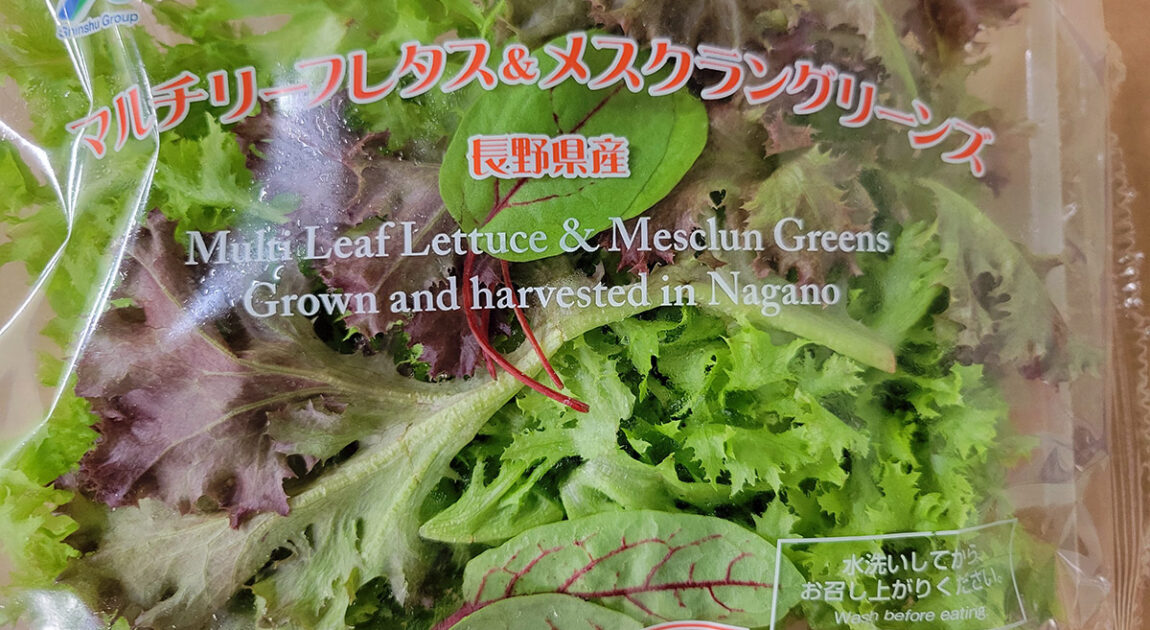 Shinshu Group
マルチリーフレタス&メスクラングリーンズ
長野県産
Multi Leaf Lettuce & Mesclun Greens
Grown and harvested in Nagano
水洗いしてから、
お召し上がりください。
Wash before eating.